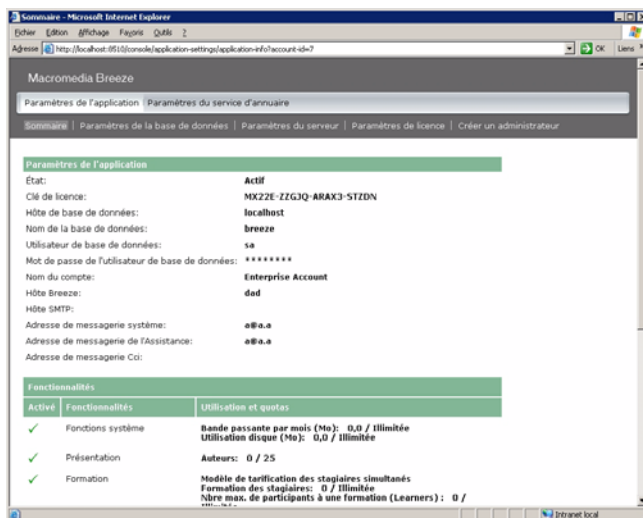 Sommaire - Microsoft Internet Explorer
Fichier Edition Affichage Favoris Outils ?
Adresse http://localhost:8510/console/application-settings/application-info?account-id=7 OK Liens
Macromedia Breeze
Paramètres de l'application Paramètres du service d'annuaire
Sommaire | Paramètres de la base de données | Paramètres du serveur | Paramètres de licence | Créer un administrateur
Paramètres de l'application
État: Actif
Clé de licence: MX22E-ZZGJQ-ARAX3-STZDN
Hôte de base de données: localhost
Nom de la base de données: breeze
Utilisateur de base de données: sa
Mot de passe de l'utilisateur de base de données: ********
Nom du compte: Enterprise Account
Hôte Breeze: dad
Hôte SMTP:
Adresse de messagerie système: a@a.a
Adresse de messagerie de l'Assistance: a@a.a
Adresse de messagerie Cci:
Fonctionnalités
Activé Fonctionnalités Utilisation et quotas
Fonctions système Bande passante par mois (Mo): 0,0 / Illimitée
Utilisation disque (Mo): 0,0 / Illimitée
Présentation Auteurs: 0 / 25
Formation Modèle de tarification des stagiaires simultanés
Formation des stagiaires: 0 / Illimitée
Nbre max. de participants à une formation (Learners) : 0 /
Illimitée
Intranet local